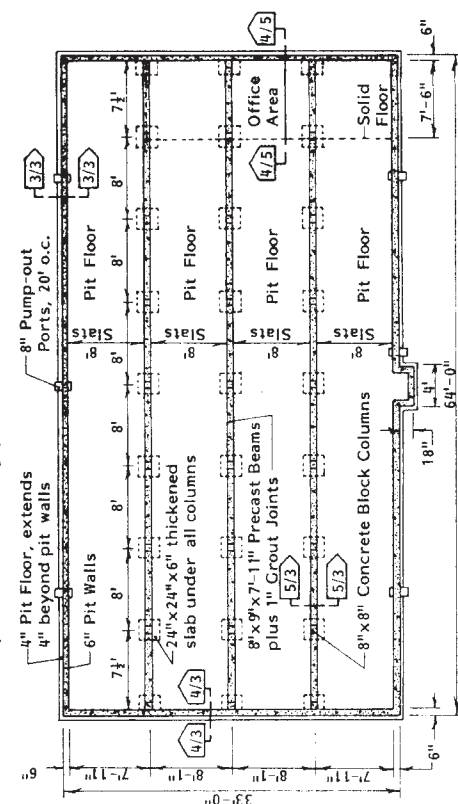 4" Pit Floor, extends
4" beyond pit walls
6" Pit Walls
8" Pump-out
Ports, 20' o.c.
3/3
3/3
4/5
4/5
7½'
8'
8'
8'
8'
8'
8'
7½'
Pit Floor
Pit Floor
Pit Floor
Pit Floor
Office
Area
Solid
Floor
Slats
8'
Slats
8'
Slats
8'
Slats
8'
24"x24"x6" thickened
slab under all columns
8"x9"x7'-11" Precast Beams
plus 1" Grout Joints
8"x8" Concrete Block Columns
5/3
5/3
4/3
4/3
6"
7'-11"
8'-1"
8'-1"
7'-11"
33'-0"
6"
18"
4'
64'-0"
7'-6"
6"